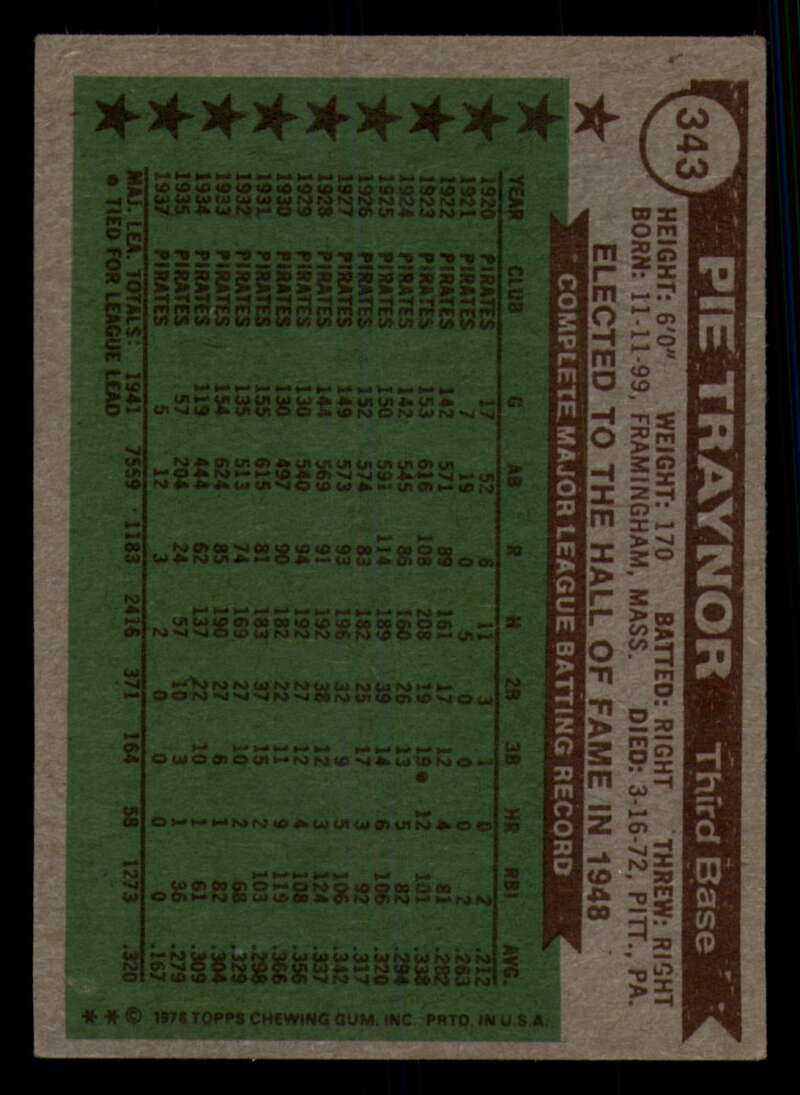 343
PIE TRAYNOR Third Base
HEIGHT: 6'0" WEIGHT: 170 BATTED: RIGHT THREW: RIGHT
BORN: 11-11-99, FRAMINGHAM, MASS. DIED: 3-16-72, PITT., PA.
ELECTED TO THE HALL OF FAME IN 1948
COMPLETE MAJOR LEAGUE BATTING RECORD
YEAR CLUB G AB R H 2B 3B HR RBI AVG.
1920 PIRATES 17 52 6 11 3 1 0 2 .212
1921 PIRATES 7 19 0 5 0 0 0 2 .263
1922 PIRATES 142 571 89 161 17 12 4 81 .282
1923 PIRATES 153 616 108 208 19 19● 12 101 .338
1924 PIRATES 142 545 86 160 26 13 5 82 .294
1925 PIRATES 150 591 114 189 39 14 6 106 .320
1926 PIRATES 152 574 83 182 25 17 3 92 .317
1927 PIRATES 149 573 93 196 32 9 5 106 .342
1928 PIRATES 144 569 91 192 38 12 3 124 .337
1929 PIRATES 130 540 94 192 27 12 4 108 .356
1930 PIRATES 130 497 90 182 22 11 9 119 .366
1931 PIRATES 155 615 81 183 37 15 2 103 .298
1932 PIRATES 135 513 74 169 27 10 2 68 .329
1933 PIRATES 154 624 85 190 27 6 1 82 .304
1934 PIRATES 119 444 62 137 22 10 1 61 .309
1935 PIRATES 57 204 24 57 10 3 1 36 .279
1937 PIRATES 5 12 3 2 0 0 0 0 .167
MAJ. LEA. TOTALS: 1941 7559 1183 2416 371 164 58 1273 .320
● TIED FOR LEAGUE LEAD
* * © 1976 TOPPS CHEWING GUM, INC. PRTD. IN U.S.A.